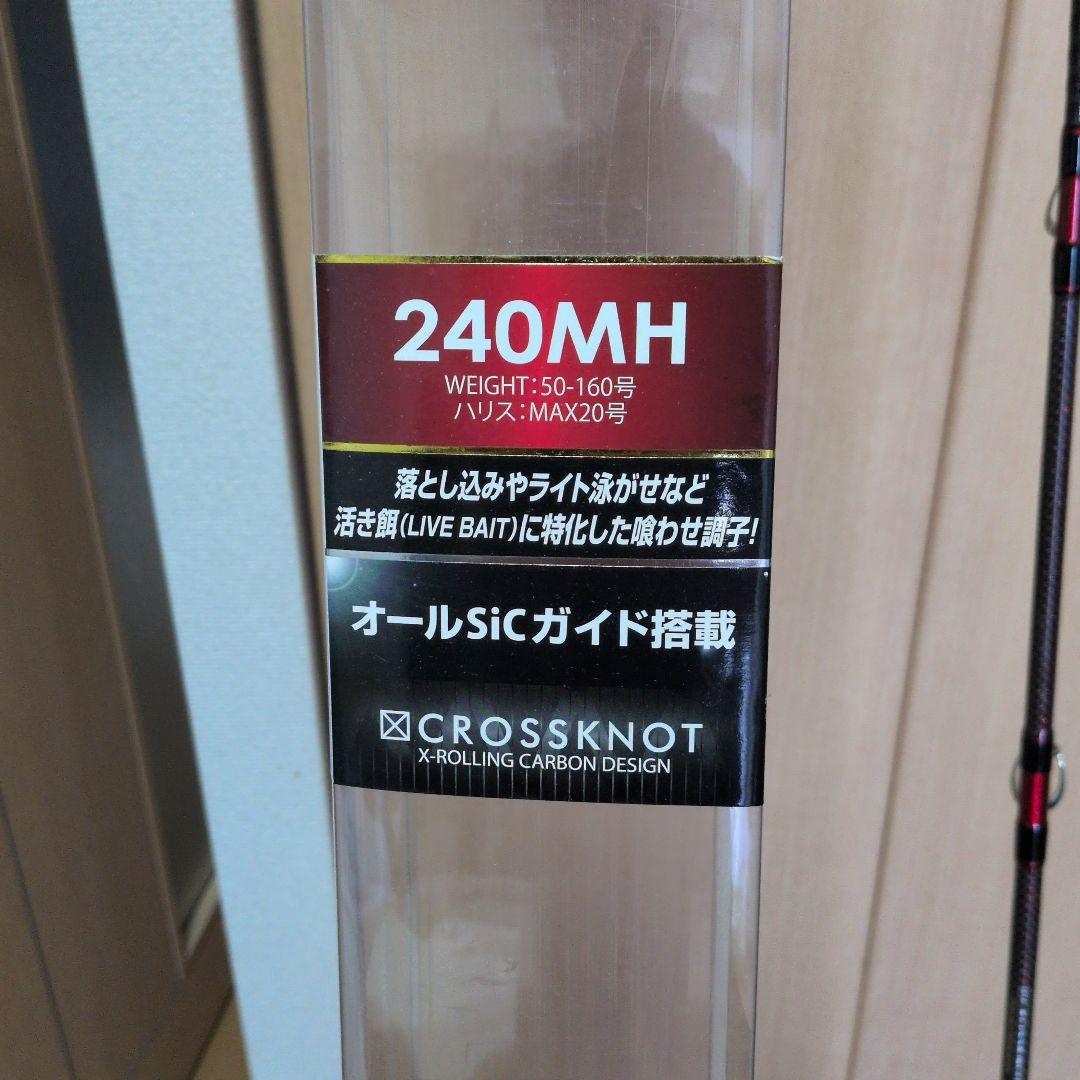 240MH
WEIGHT:50-160号
ハリス:MAX20号
落とし込みやライト泳がせなど
活き餌(LIVE BAIT)に特化した喰わせ調子!
オールSiCガイド搭載
CROSSKNOT
X-ROLLING CARBON DESIGN